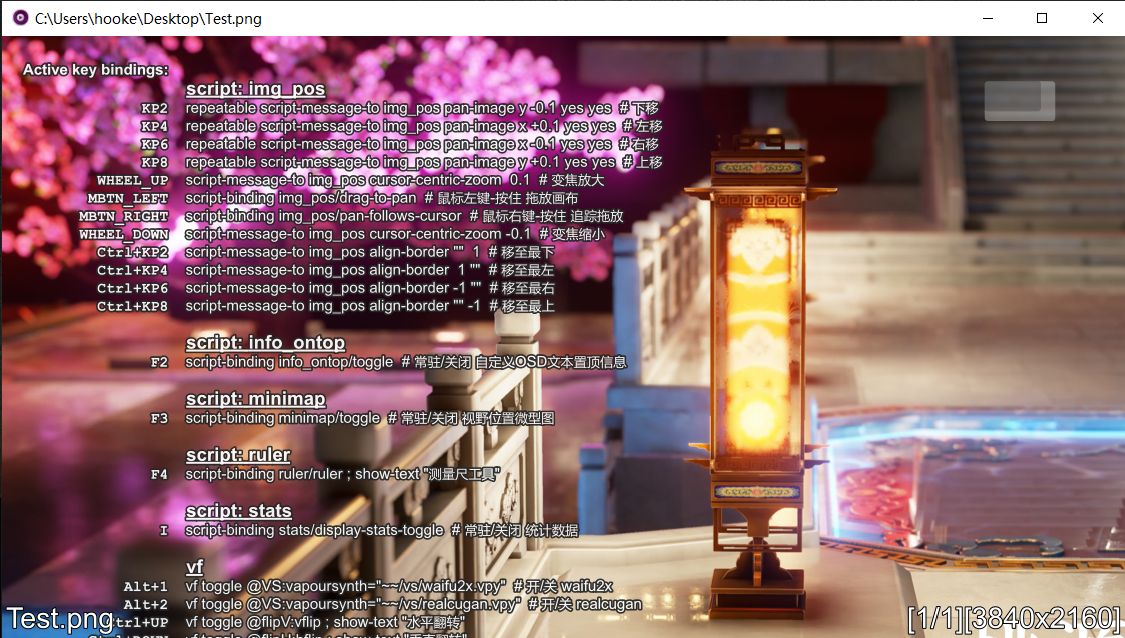 C:\Users\hooke\Desktop\Test.png
Active key bindings:
script: img_pos
KP2 repeatable script-message-to img_pos pan-image y -0.1 yes yes # 下移
KP4 repeatable script-message-to img_pos pan-image x +0.1 yes yes # 左移
KP6 repeatable script-message-to img_pos pan-image x -0.1 yes yes # 右移
KP8 repeatable script-message-to img_pos pan-image y +0.1 yes yes # 上移
WHEEL_UP script-message-to img_pos cursor-centric-zoom 0.1 # 变焦放大
MBTN_LEFT script-binding img_pos/drag-to-pan # 鼠标左键-按住 拖放画布
MBTN_RIGHT script-binding img_pos/pan-follows-cursor # 鼠标右键-按住 追踪拖放
WHEEL_DOWN script-message-to img_pos cursor-centric-zoom -0.1 # 变焦缩小
Ctrl+KP2 script-message-to img_pos align-border "" 1 # 移至最下
Ctrl+KP4 script-message-to img_pos align-border 1 "" # 移至最左
Ctrl+KP6 script-message-to img_pos align-border -1 "" # 移至最右
Ctrl+KP8 script-message-to img_pos align-border "" -1 # 移至最上
script: info_ontop
F2 script-binding info_ontop/toggle # 常驻/关闭 自定义OSD文本置顶信息
script: minimap
F3 script-binding minimap/toggle # 常驻/关闭 视野位置微型图
script: ruler
F4 script-binding ruler/ruler ; show-text "测量尺工具"
script: stats
I script-binding stats/display-stats-toggle # 常驻/关闭 统计数据
vf
Alt+1 vf toggle @VS:vapoursynth="~~/vs/waifu2x.vpy" # 开/关 waifu2x
Alt+2 vf toggle @VS:vapoursynth="~~/vs/realcugan.vpy" # 开/关 realcugan
Ctrl+UP vf toggle @flipV:vflip ; show-text "水平翻转"
Test.png
[1/1][3840x2160]